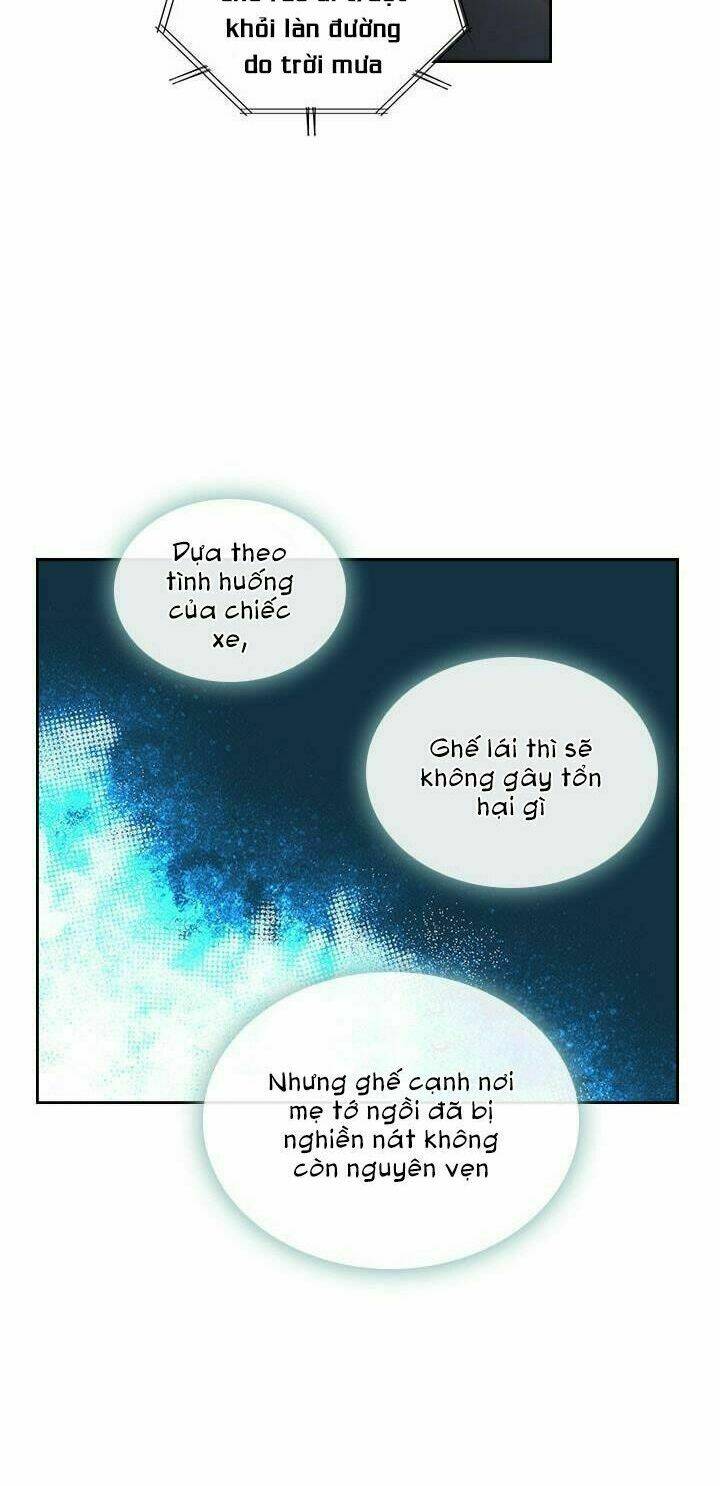 khỏi làn đường
do trời mưa
Dựa theo
tình huống
của chiếc
xe,
Ghế lái thì sẽ
không gây tổn
hại gì
Nhưng ghế cạnh nơi
mẹ tớ ngồi đã bị
nghiền nát không
còn nguyên vẹn